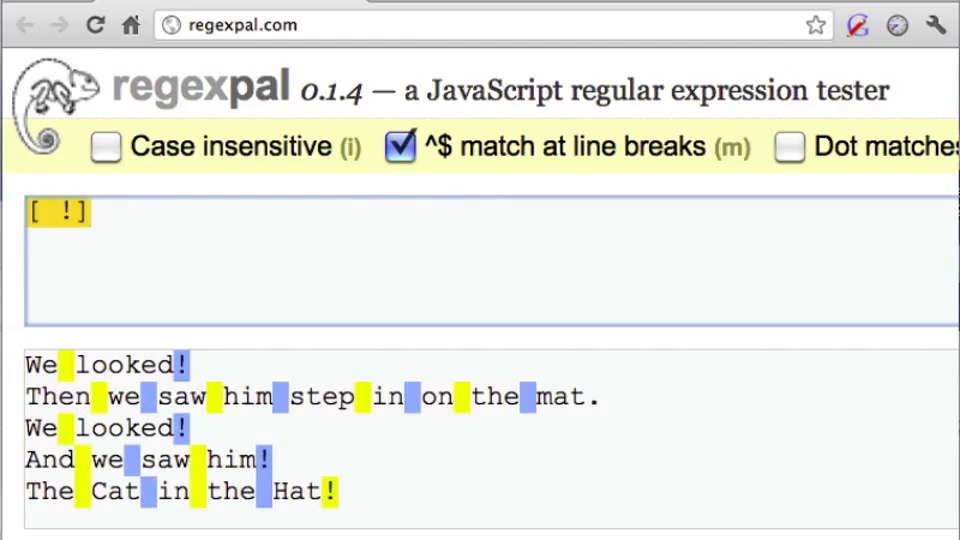 regexpal.com
regexpal 0.1.4 — a JavaScript regular expression tester
Case insensitive (i) ^$ match at line breaks (m) Dot matches
[ !]
We looked!
Then we saw him step in on the mat.
We looked!
And we saw him!
The Cat in the Hat!